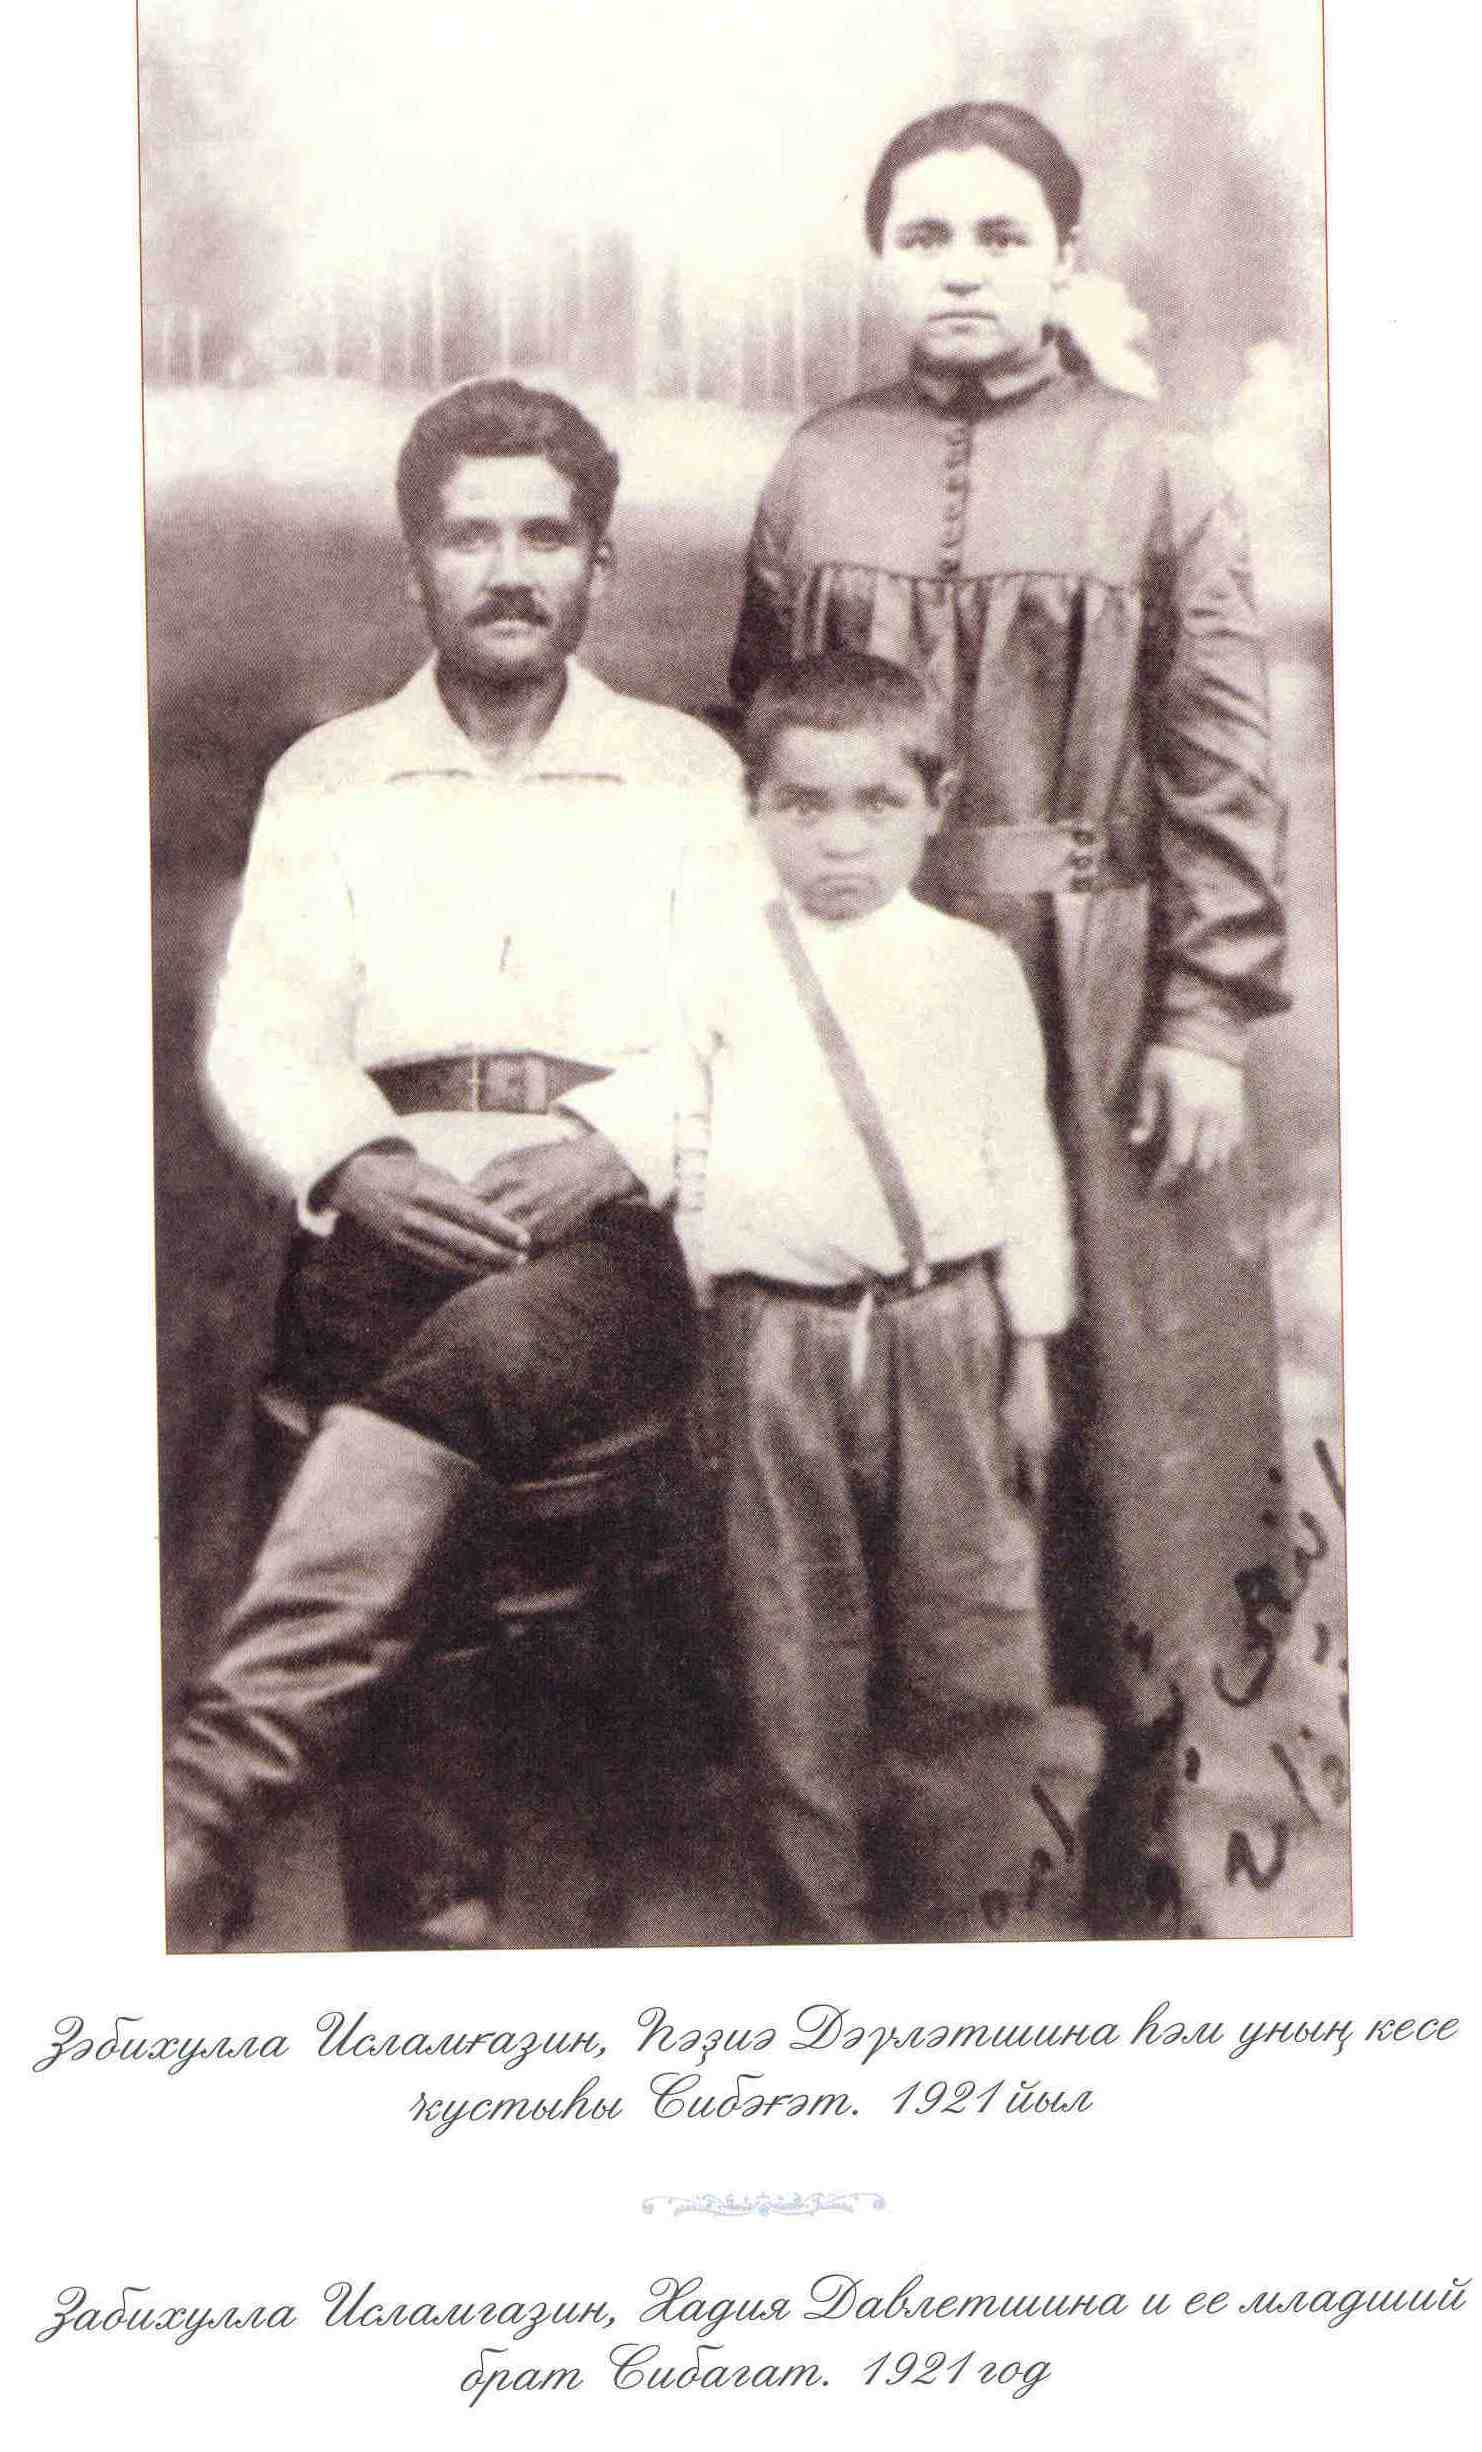 Зәбихулла Исламғазин, Һәҙиә Дәүләтшина һәм уның кесе
ҡустыһы Сибәғәт. 1921 йыл
Забихулла Исламгазин, Хадия Давлетшина и ее младший
брат Сибагат. 1921 год